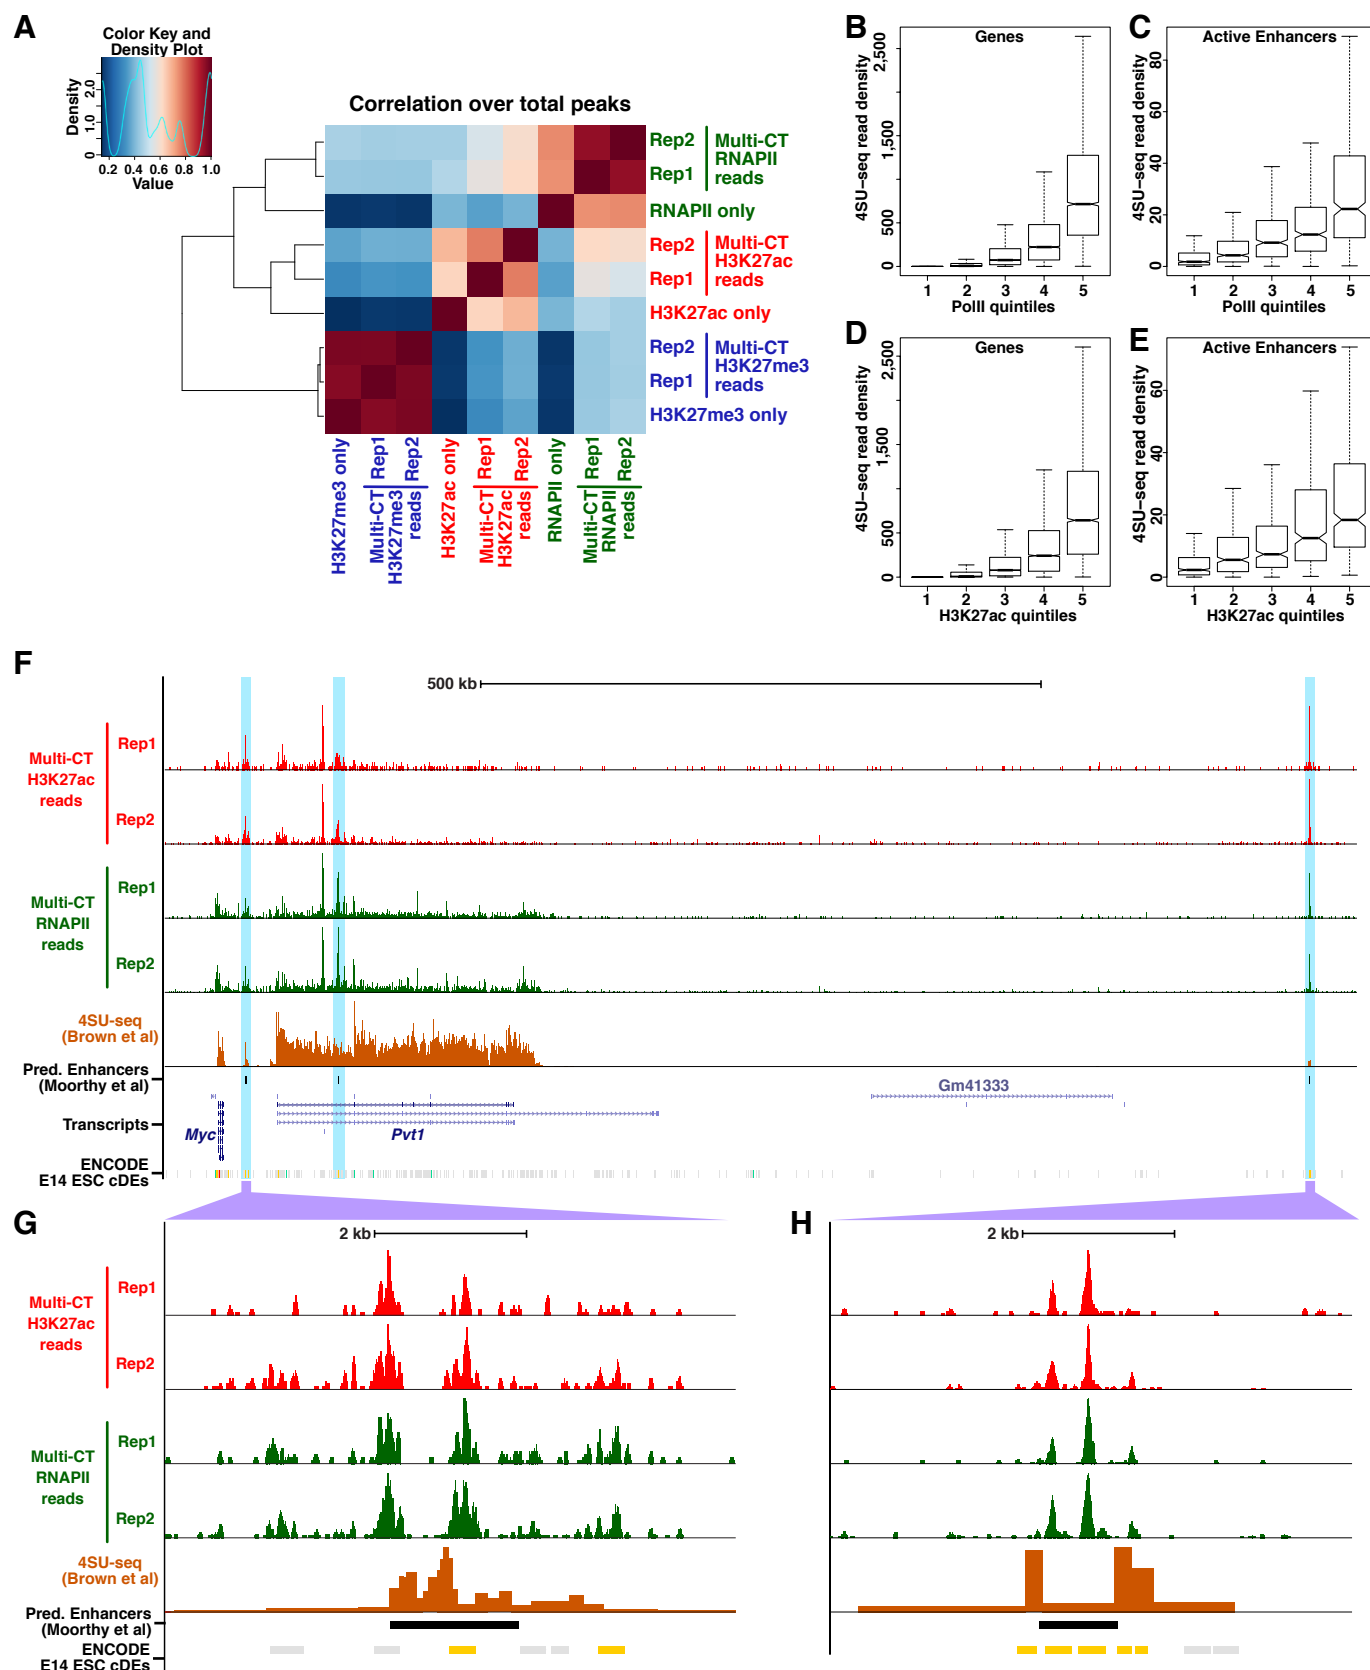 A
Color Key and
Density Plot
Density
0
1.0
2.0
0.2 0.4 0.6 0.8 1.0
Value
Correlation over total peaks
Rep2
Rep1
Multi-CT
RNAPII
reads
RNAPII only
Rep2
Rep1
Multi-CT
H3K27ac
reads
H3K27ac only
Rep2
Rep1
Multi-CT
H3K27me3
reads
H3K27me3 only
H3K27me3 only
Multi-CT
H3K27me3
reads
Rep1
Rep2
H3K27ac only
Multi-CT
H3K27ac
reads
Rep1
Rep2
RNAPII only
Multi-CT
RNAPII
reads
Rep1
Rep2
B
Genes
4SU-seq read density
0
500
1,500
2,500
1 2 3 4 5
PolII quintiles
C
Active Enhancers
4SU-seq read density
0
20
40
60
80
1 2 3 4 5
PolII quintiles
D
Genes
4SU-seq read density
0
500
1,500
2,500
1 2 3 4 5
H3K27ac quintiles
E
Active Enhancers
4SU-seq read density
0
20
40
60
1 2 3 4 5
H3K27ac quintiles
F
500 kb
Multi-CT
H3K27ac
reads
Rep1
Rep2
Multi-CT
RNAPII
reads
Rep1
Rep2
4SU-seq
(Brown et al)
Pred. Enhancers
(Moorthy et al)
Gm41333
Transcripts
Myc
Pvt1
ENCODE
E14 ESC cDEs
G
2 kb
Multi-CT
H3K27ac
reads
Rep1
Rep2
Multi-CT
RNAPII
reads
Rep1
Rep2
4SU-seq
(Brown et al)
Pred. Enhancers
(Moorthy et al)
ENCODE
E14 ESC cDEs
H
2 kb